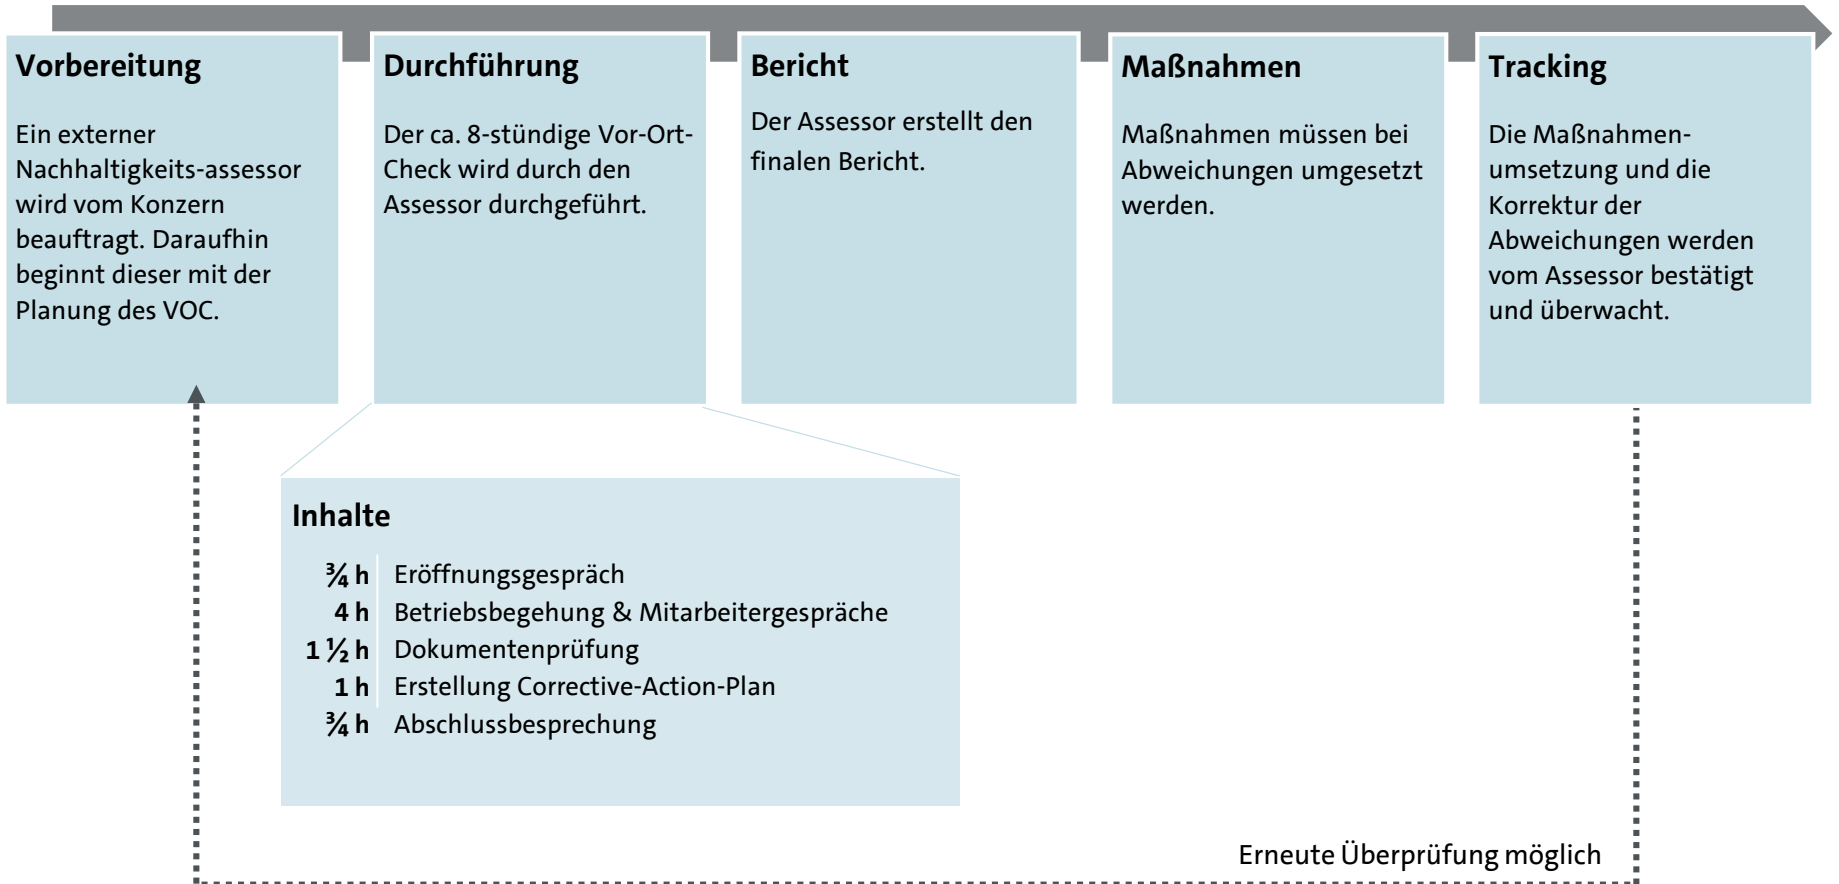 Vorbereitung
Ein externer
Nachhaltigkeits-assessor
wird vom Konzern
beauftragt. Daraufhin
beginnt dieser mit der
Planung des VOC.
Durchführung
Der ca. 8-stündige Vor-Ort-
Check wird durch den
Assessor durchgeführt.
Bericht
Der Assessor erstellt den
finalen Bericht.
Maßnahmen
Maßnahmen müssen bei
Abweichungen umgesetzt
werden.
Tracking
Die Maßnahmen-
umsetzung und die
Korrektur der
Abweichungen werden
vom Assessor bestätigt
und überwacht.
Inhalte
¾ h Eröffnungsgespräch
4 h Betriebsbegehung & Mitarbeitergespräche
1 ½ h Dokumentenprüfung
1 h Erstellung Corrective-Action-Plan
¾ h Abschlussbesprechung
Erneute Überprüfung möglich